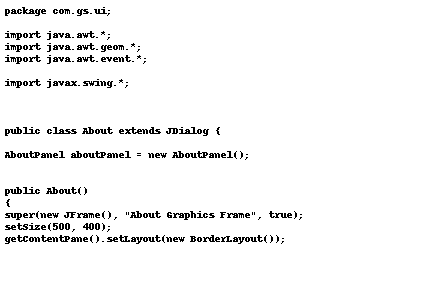 package com.gs.ui;
import java.awt.*;
import java.awt.geom.*;
import java.awt.event.*;
import javax.swing.*;
public class About extends JDialog {
AboutPanel aboutPanel = new AboutPanel();
public About()
{
super(new JFrame(), "About Graphics Frame", true);
setSize(500, 400);
getContentPane().setLayout(new BorderLayout());